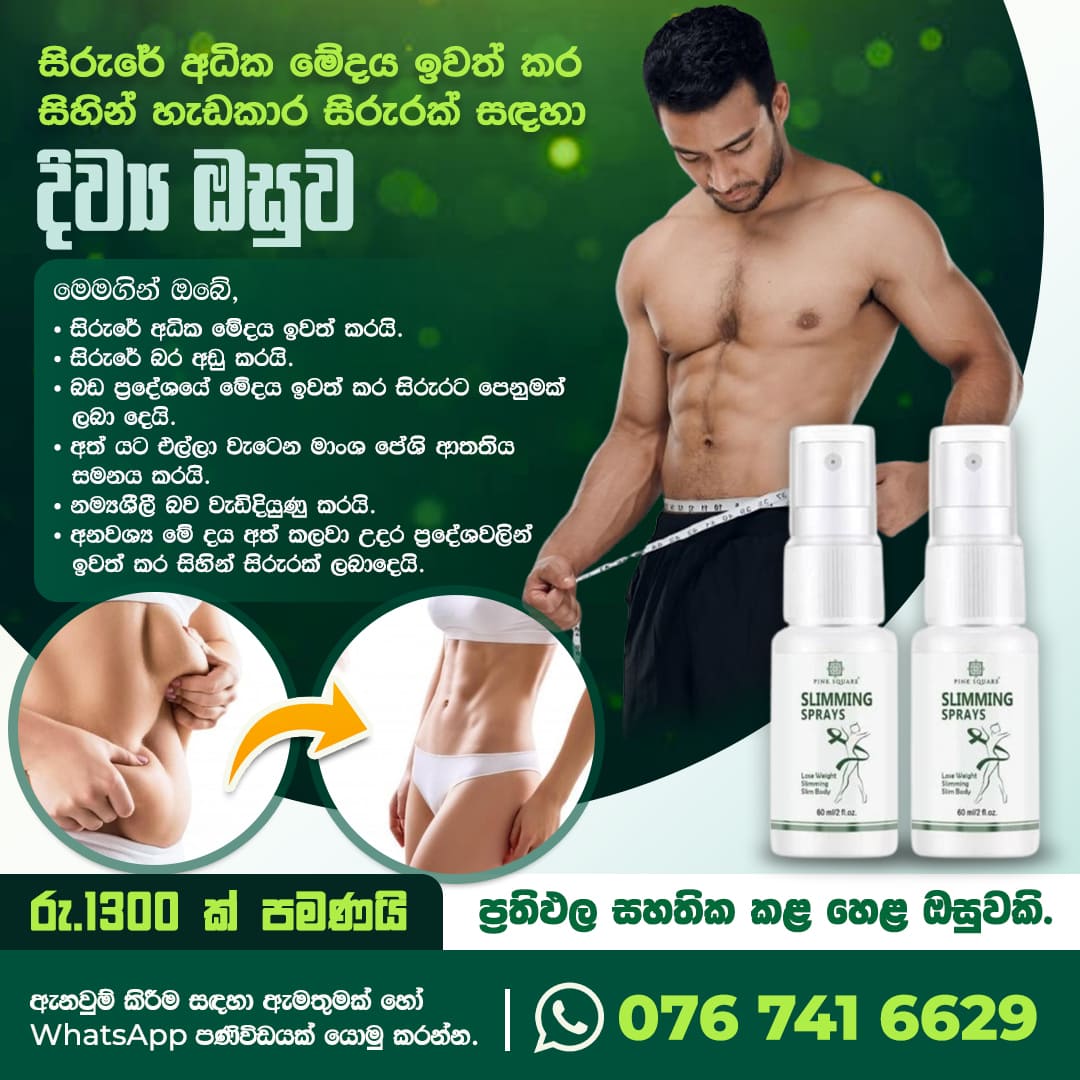 සිරුරේ අධික මේදය ඉවත් කර
සිහින් හැඩකාර සිරුරක් සඳහා
දිව්‍ය ඔසුව
මෙමගින් ඔබේ,
• සිරුරේ අධික මේදය ඉවත් කරයි.
• සිරුරේ බර අඩු කරයි.
• බඩ ප්‍රදේශයේ මේදය ඉවත් කර සිරුරට පෙනුමක්
ලබා දෙයි.
• අත් යට එල්ලා වැටෙන මාංශ පේශි ආතතිය
සමනය කරයි.
• නම්‍යශීලී බව වැඩිදියුණු කරයි.
• අනවශ්‍ය මේ දය අත් කලවා උදර ප්‍රදේශවලින්
ඉවත් කර සිහින් සිරුරක් ලබාදෙයි.
PINK SQUARE
SLIMMING
SPRAYS
Lose Weight
Slimming
Slim Body
60 ml/2 fl.oz.
PINK SQUARE
SLIMMING
SPRAYS
Lose Weight
Slimming
Slim Body
60 ml/2 fl.oz.
රු.1300 ක් පමණයි
ප්‍රතිඵල සහතික කළ හෙළ ඔසුවකි.
ඇනවුම් කිරීම සඳහා ඇමතුමක් හෝ
WhatsApp පණිවිඩයක් යොමු කරන්න.
076 741 6629